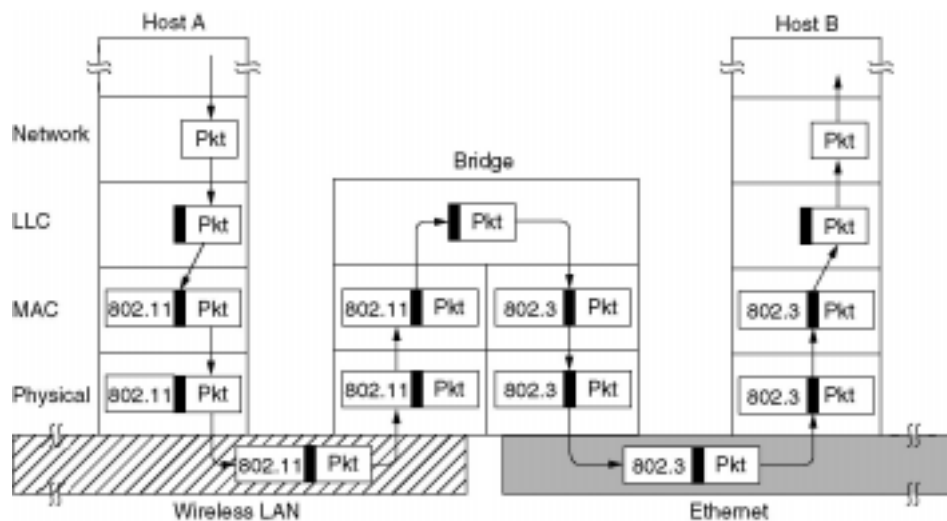 Host A
Host B
Network
Pkt
Pkt
Bridge
LLC
Pkt
Pkt
Pkt
MAC
802.11 Pkt
802.11 Pkt
802.3 Pkt
802.3 Pkt
Physical
802.11 Pkt
802.11 Pkt
802.3 Pkt
802.3 Pkt
802.11 Pkt
802.3 Pkt
Wireless LAN
Ethernet